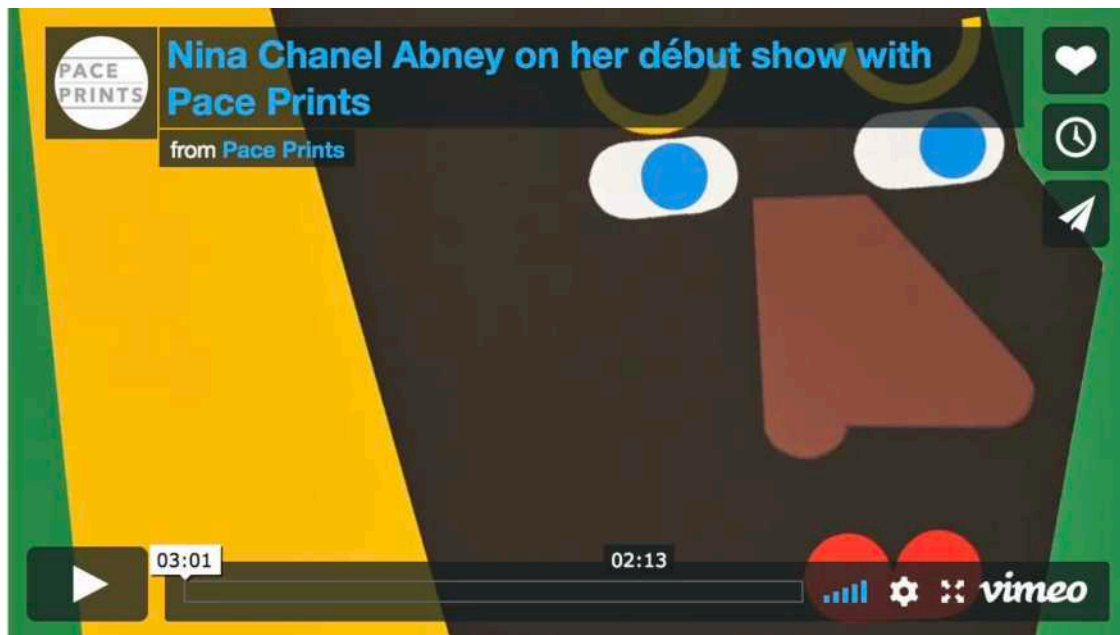 PACE
PRINTS
Nina Chanel Abney on her début show with
Pace Prints
from Pace Prints
03:01
02:13
vimeo